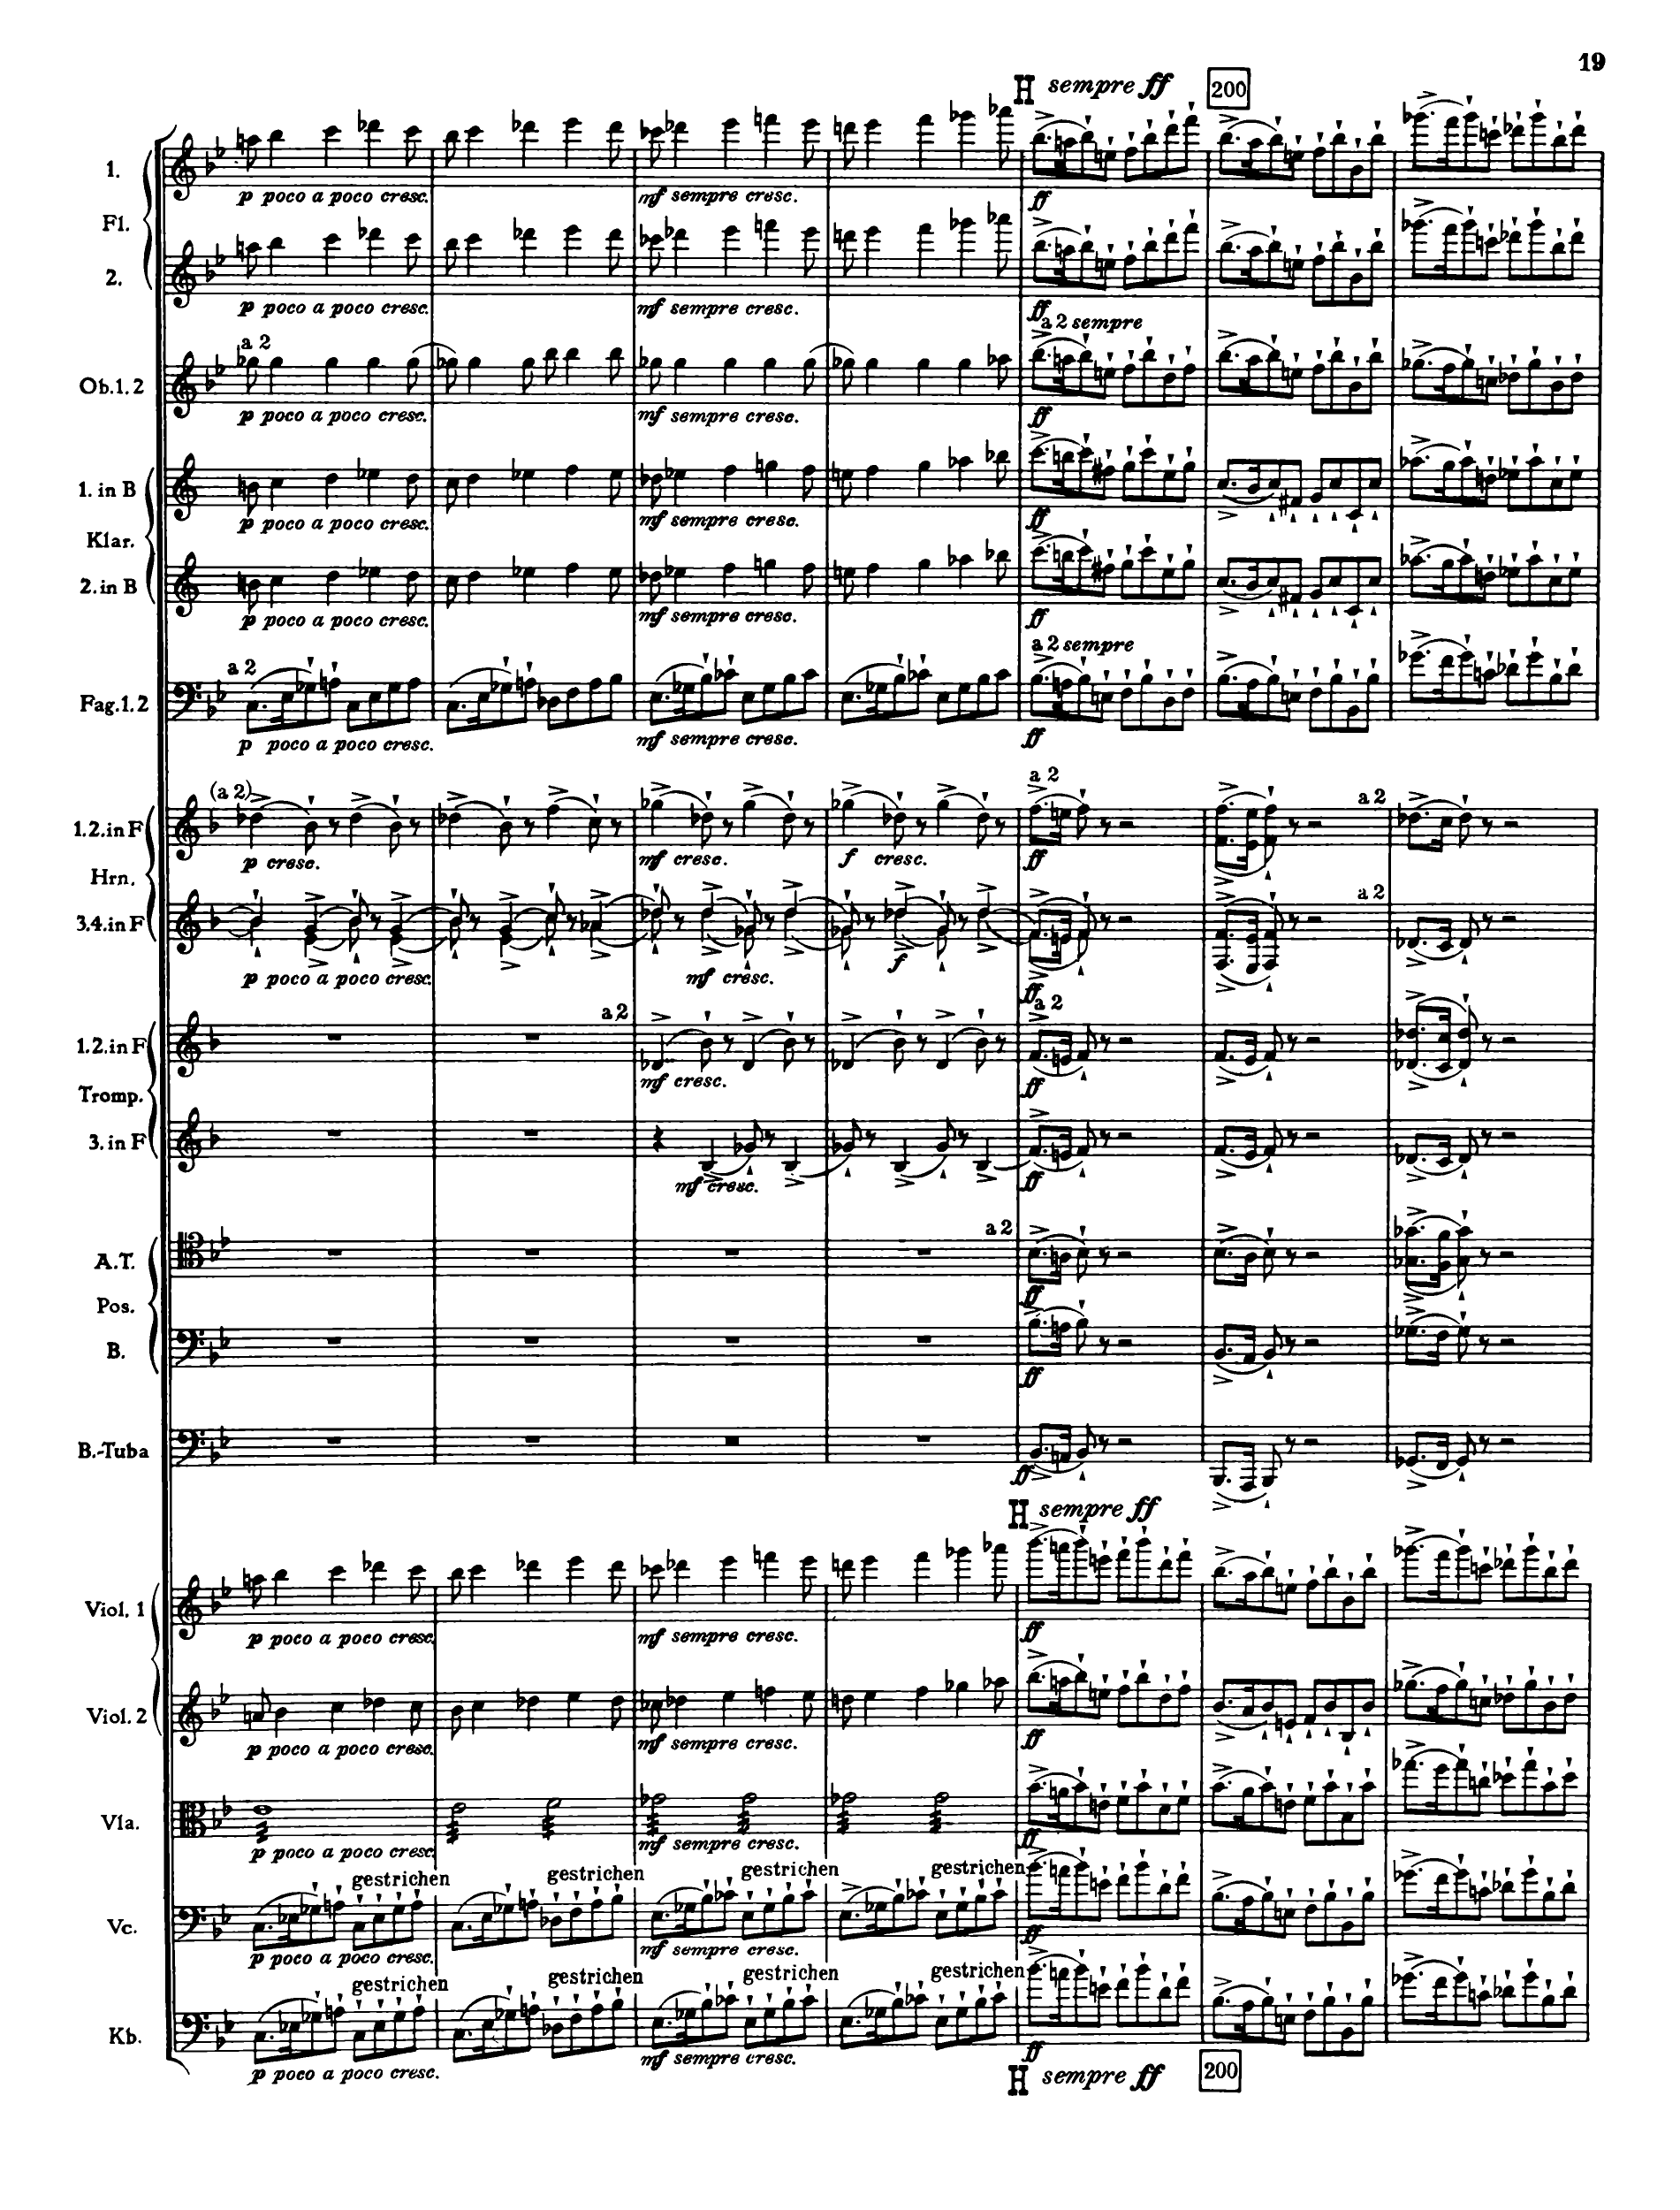 19
H sempre ff 200
1.
p poco a poco cresc. mf sempre cresc. ff
Fl.
2.
p poco a poco cresc. mf sempre cresc. ff
a 2 a 2 sempre
Ob.1.2
p poco a poco cresc. mf sempre cresc. ff
1. in B
p poco a poco cresc. mf sempre cresc. ff
Klar.
2. in B
p poco a poco cresc. mf sempre cresc. ff
a 2 a 2 sempre
Fag.1.2
p poco a poco cresc. mf sempre cresc. ff
(a 2) a 2 a 2
1.2.in F
p cresc. mf cresc. f cresc. ff
Hrn.
a 2
3.4.in F
p poco a poco cresc. mf cresc. f ff
a 2 a 2
1.2.in F
mf cresc. ff
Tromp.
3. in F
mf cresc. ff
a 2
A.T.
ff
Pos.
B.
ff
B.-Tuba
ff
H sempre ff
Viol. 1
p poco a poco cresc. mf sempre cresc. ff
Viol. 2
p poco a poco cresc. mf sempre cresc. ff
Vla.
p poco a poco cresc. mf sempre cresc. ff
gestrichen gestrichen gestrichen gestrichen
Vc.
p poco a poco cresc. mf sempre cresc. ff
gestrichen gestrichen gestrichen gestrichen
Kb.
p poco a poco cresc. mf sempre cresc. ff
H sempre ff 200